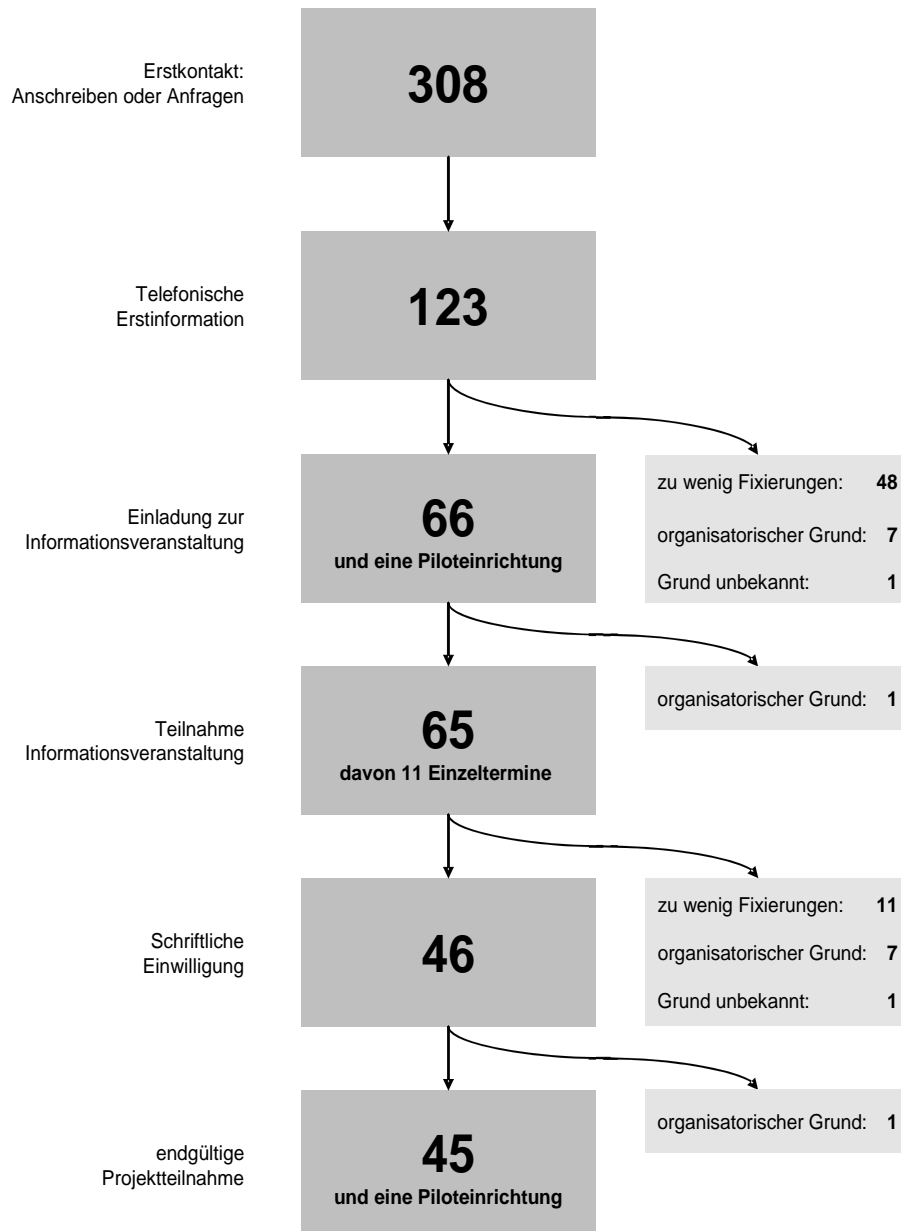 Erstkontakt:
Anschreiben oder Anfragen
308
Telefonische
Erstinformation
123
Einladung zur
Informationsveranstaltung
66
und eine Piloteinrichtung
zu wenig Fixierungen: 48
organisatorischer Grund: 7
Grund unbekannt: 1
Teilnahme
Informationsveranstaltung
65
davon 11 Einzeltermine
organisatorischer Grund: 1
Schriftliche
Einwilligung
46
zu wenig Fixierungen: 11
organisatorischer Grund: 7
Grund unbekannt: 1
endgültige
Projektteilnahme
45
und eine Piloteinrichtung
organisatorischer Grund: 1